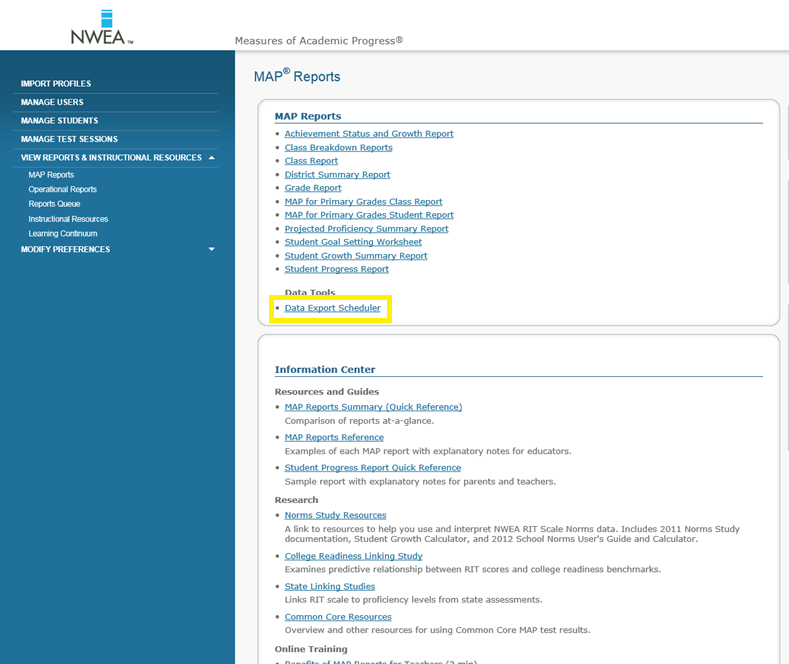 NWEA™
Measures of Academic Progress®
IMPORT PROFILES
MANAGE USERS
MANAGE STUDENTS
MANAGE TEST SESSIONS
VIEW REPORTS & INSTRUCTIONAL RESOURCES
MAP Reports
Operational Reports
Reports Queue
Instructional Resources
Learning Continuum
MODIFY PREFERENCES
MAP® Reports
MAP Reports
Achievement Status and Growth Report
Class Breakdown Reports
Class Report
District Summary Report
Grade Report
MAP for Primary Grades Class Report
MAP for Primary Grades Student Report
Projected Proficiency Summary Report
Student Goal Setting Worksheet
Student Growth Summary Report
Student Progress Report
Data Tools
Data Export Scheduler
Information Center
Resources and Guides
MAP Reports Summary (Quick Reference)
Comparison of reports at-a-glance.
MAP Reports Reference
Examples of each MAP report with explanatory notes for educators.
Student Progress Report Quick Reference
Sample report with explanatory notes for parents and teachers.
Research
Norms Study Resources
A link to resources to help you use and interpret NWEA RIT Scale Norms data. Includes 2011 Norms Study
documentation, Student Growth Calculator, and 2012 School Norms User's Guide and Calculator.
College Readiness Linking Study
Examines predictive relationship between RIT scores and college readiness benchmarks.
State Linking Studies
Links RIT scale to proficiency levels from state assessments.
Common Core Resources
Overview and other resources for using Common Core MAP test results.
Online Training
Benefits of MAP Reports for Teachers (2 min)